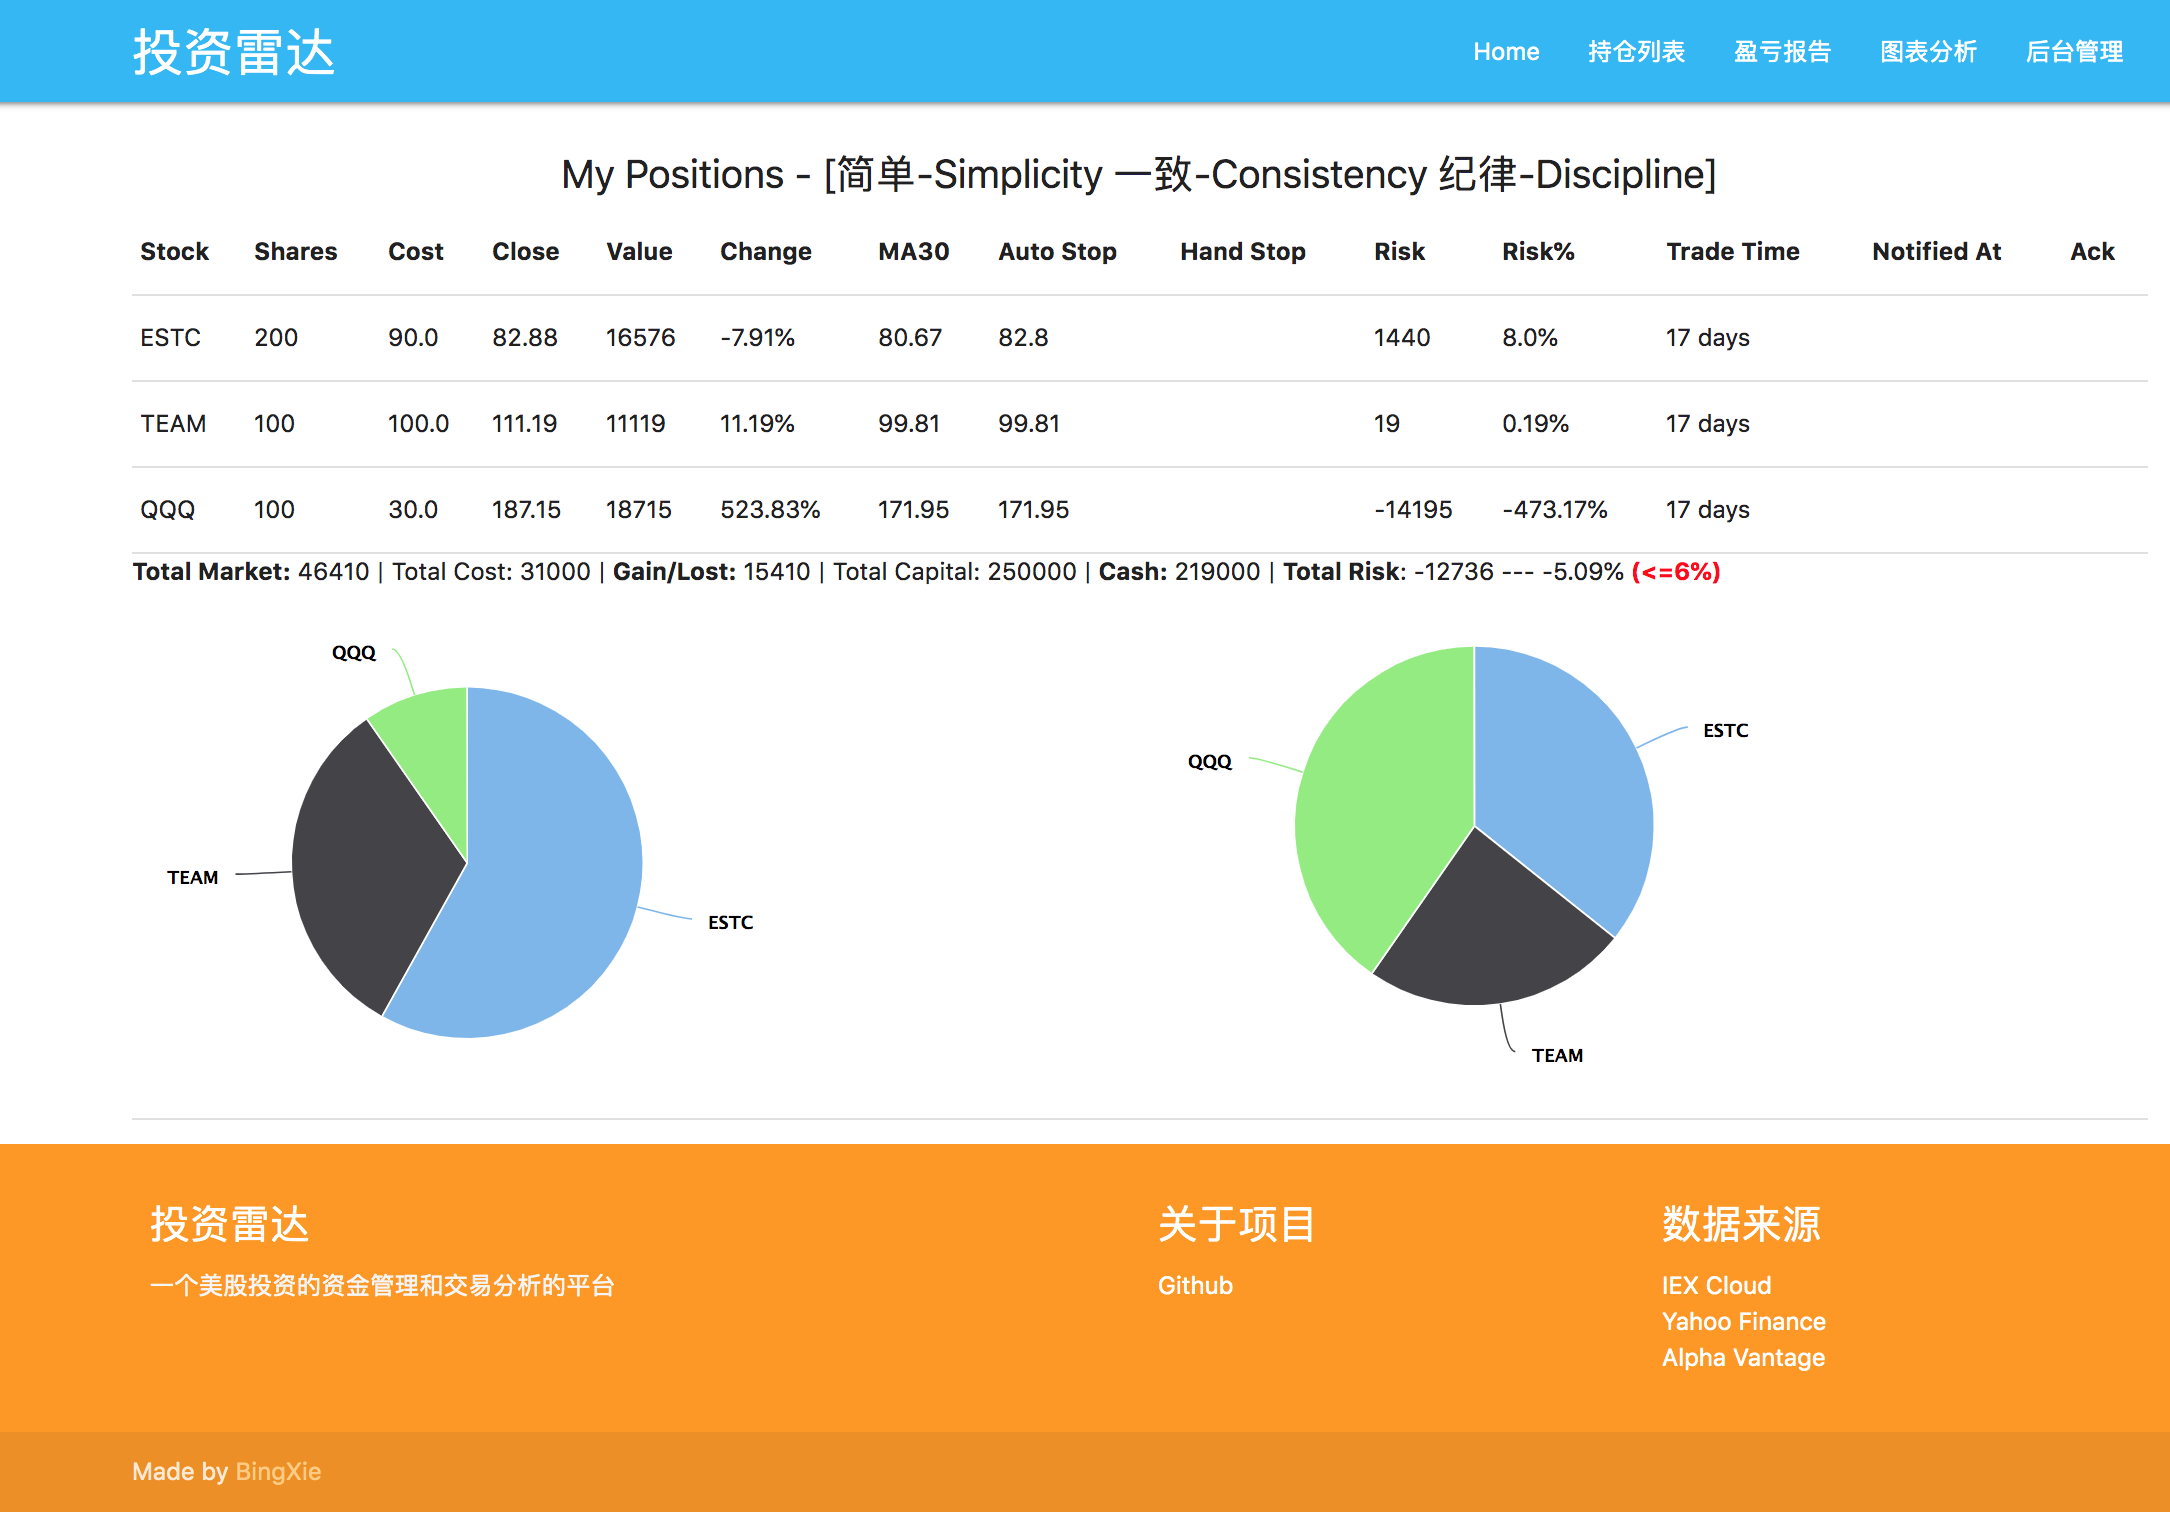 投资雷达
Home 持仓列表 盈亏报告 图表分析 后台管理
My Positions - [简单-Simplicity 一致-Consistency 纪律-Discipline]
Stock Shares Cost Close Value Change MA30 Auto Stop Hand Stop Risk Risk% Trade Time Notified At Ack
ESTC 200 90.0 82.88 16576 -7.91% 80.67 82.8 1440 8.0% 17 days
TEAM 100 100.0 111.19 11119 11.19% 99.81 99.81 19 0.19% 17 days
QQQ 100 30.0 187.15 18715 523.83% 171.95 171.95 -14195 -473.17% 17 days
Total Market: 46410 | Total Cost: 31000 | Gain/Lost: 15410 | Total Capital: 250000 | Cash: 219000 | Total Risk: -12736 --- -5.09% (<=6%)
QQQ
TEAM
ESTC
ESTC
QQQ
TEAM
投资雷达
一个美股投资的资金管理和交易分析的平台
关于项目
Github
数据来源
IEX Cloud
Yahoo Finance
Alpha Vantage
Made by BingXie